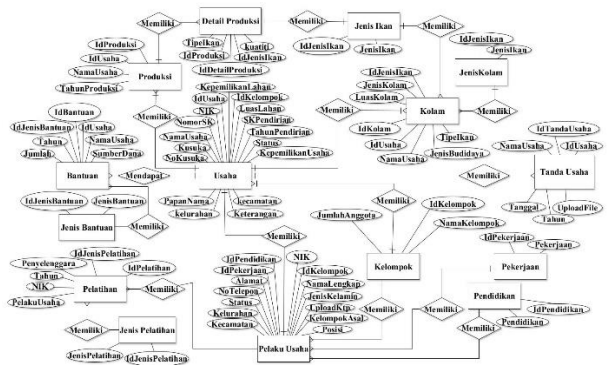 Memiliki
Detail Produksi
Memiliki
Jenis Ikan
Memiliki
IdProduksi
TipeIkan
kuatiti
IdProduksi
IdJenisIkan
IdDetailProduksi
IdJenisIkan
JenisIkan
JenisIkan
JenisIkan
IdUsaha
NamaUsaha
TahunProduksi
Produksi
Memiliki
KepemilikanLahan
IdUsaha
IdKelompok
NIK
LuasLahan
NomorSK
SKPendirian
NamaUsaha
TahunPendirian
Kusuka
Status
NoKusuka
KepemilikanUsaha
Usaha
PapanNama
kecamatan
kelurahan
Keterangan
IdJenisIkan
JenisKolam
LuasKolam
Memiliki
Kolam
Memiliki
JenisKolam
IdKolam
IdUsaha
NamaUsaha
TipeIkan
JenisBudidaya
IdBantuan
IdJenisBantuan
IdUsaha
Tahun
NamaUsaha
Jumlah
SumberDana
Bantuan
Mendapat
IdJenisBantuan
JenisBantuan
Jenis Bantuan
Memiliki
Memiliki
IdTandaUsaha
NamaUsaha
IdUsaha
Tanda Usaha
Tanggal
Tahun
UploadFile
Memiliki
JumluhAnggota
IdKelompok
NamaKelompok
Kelompok
Memiliki
IdPekerjaan
Pekerjaan
Pekerjaan
Memiliki
Pendidikan
IdPendidikan
Pendidikan
Memiliki
Penyelenggara
IdJenisPelatihan
Tahun
IdPelatihan
NIK
PelakuUsaha
Pelatihan
Memiliki
Memiliki
Jenis Pelatihan
JenisPelatihan
IdJenisPelatihan
Memiliki
NIK
IdPendidikan
IdKelompok
IdPekerjaan
NamaLengkap
Alamat
JenisKelamin
NoTelepon
UploadKtp
Status
KelompokAsal
Kelurahan
Posisi
Kecamatan
Pelaku Usaha